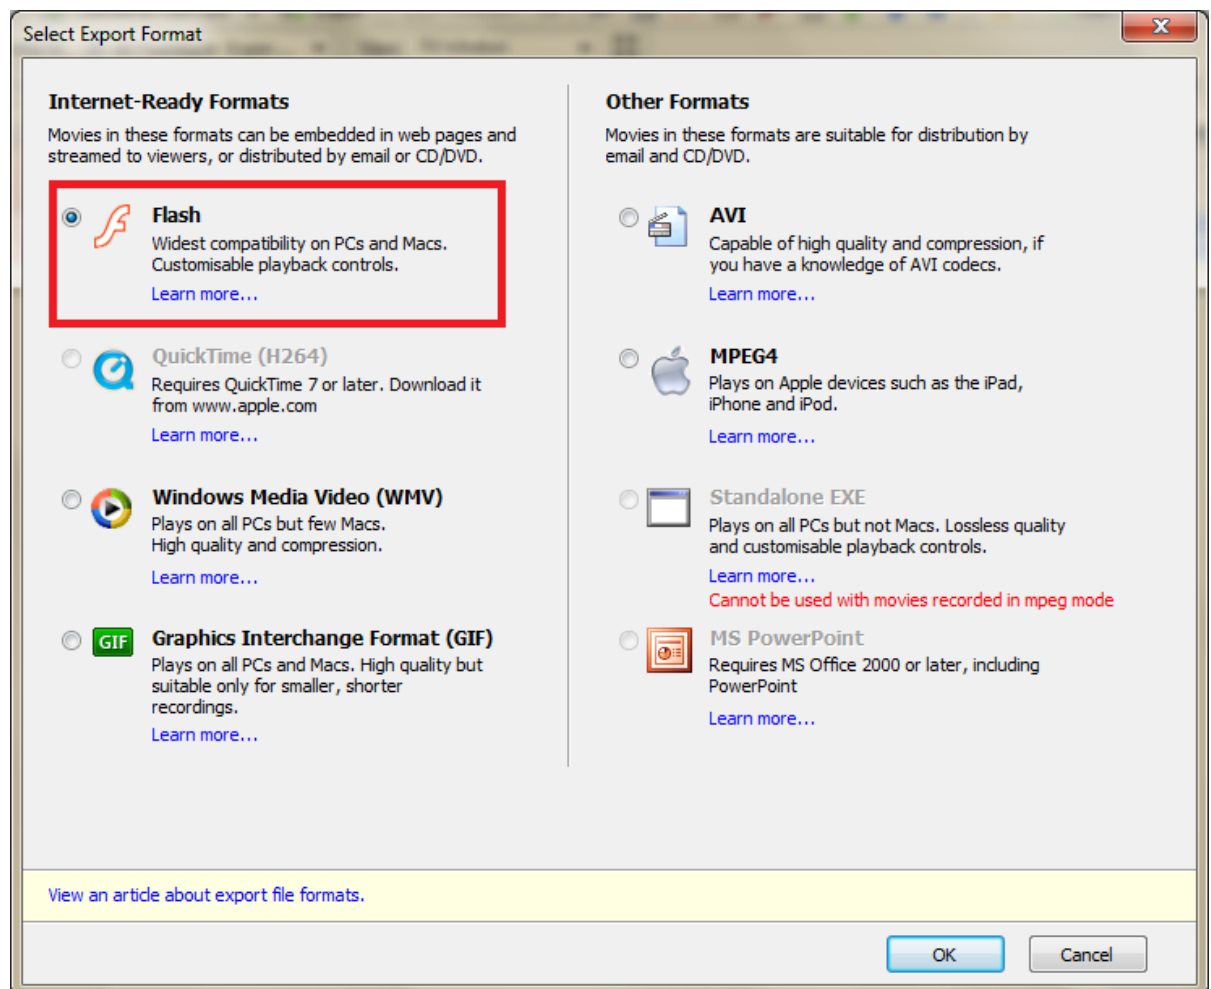 Select Export Format
Internet-Ready Formats
Movies in these formats can be embedded in web pages and
streamed to viewers, or distributed by email or CD/DVD.
Flash
Widest compatibility on PCs and Macs.
Customisable playback controls.
Learn more...
QuickTime (H264)
Requires QuickTime 7 or later. Download it
from www.apple.com
Learn more...
Windows Media Video (WMV)
Plays on all PCs but few Macs.
High quality and compression.
Learn more...
GIF
Graphics Interchange Format (GIF)
Plays on all PCs and Macs. High quality but
suitable only for smaller, shorter
recordings.
Learn more...
Other Formats
Movies in these formats are suitable for distribution by
email and CD/DVD.
AVI
Capable of high quality and compression, if
you have a knowledge of AVI codecs.
Learn more...
MPEG4
Plays on Apple devices such as the iPad,
iPhone and iPod.
Learn more...
Standalone EXE
Plays on all PCs but not Macs. Lossless quality
and customisable playback controls.
Learn more...
Cannot be used with movies recorded in mpeg mode
MS PowerPoint
Requires MS Office 2000 or later, including
PowerPoint
Learn more...
View an article about export file formats.
OK
Cancel